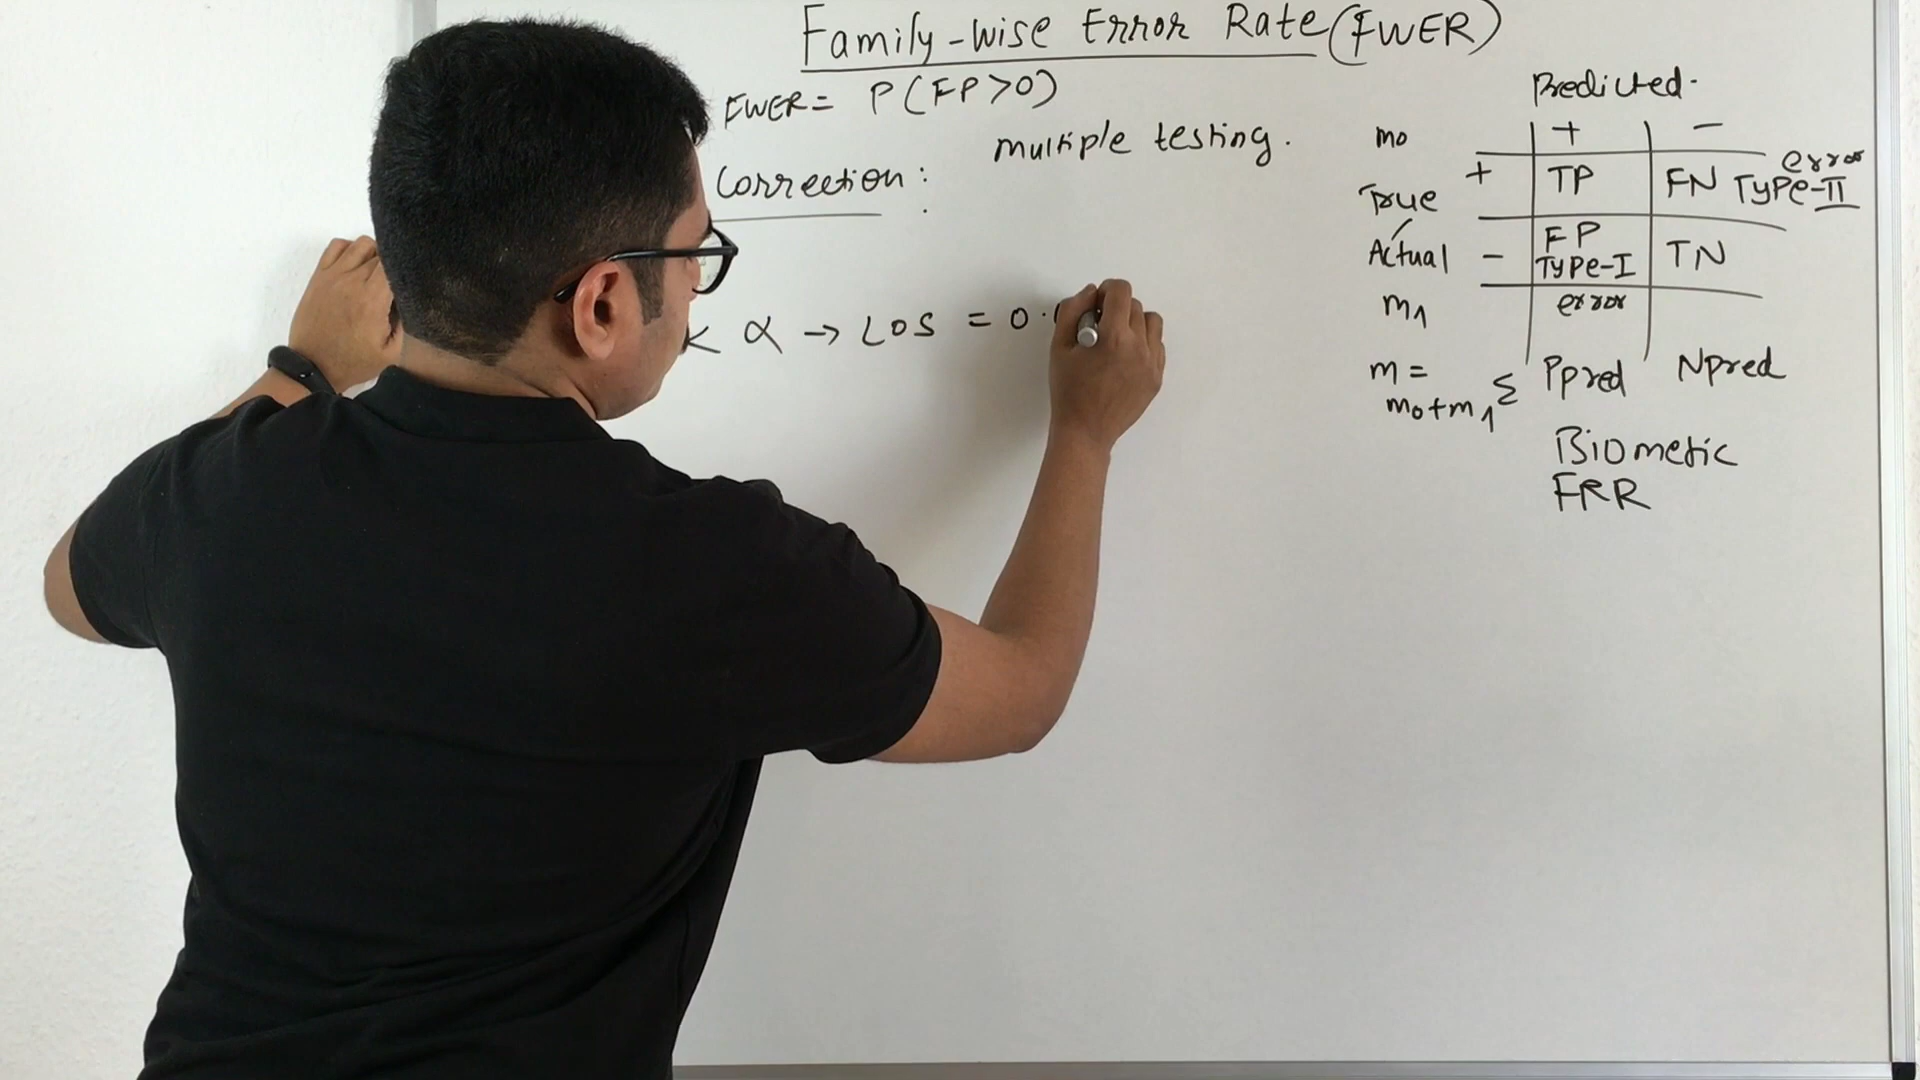 Family-wise Error Rate (FWER)
FWER = P(FP>0)
multiple testing.
Correction:
< α → LOS = 0.
Predicted.
m0 + -
+ TP FN Type-II error
True
Actual - FP Type-I error TN
m1
m = m0+m1 Σ Ppred Npred
Biometic
FRR